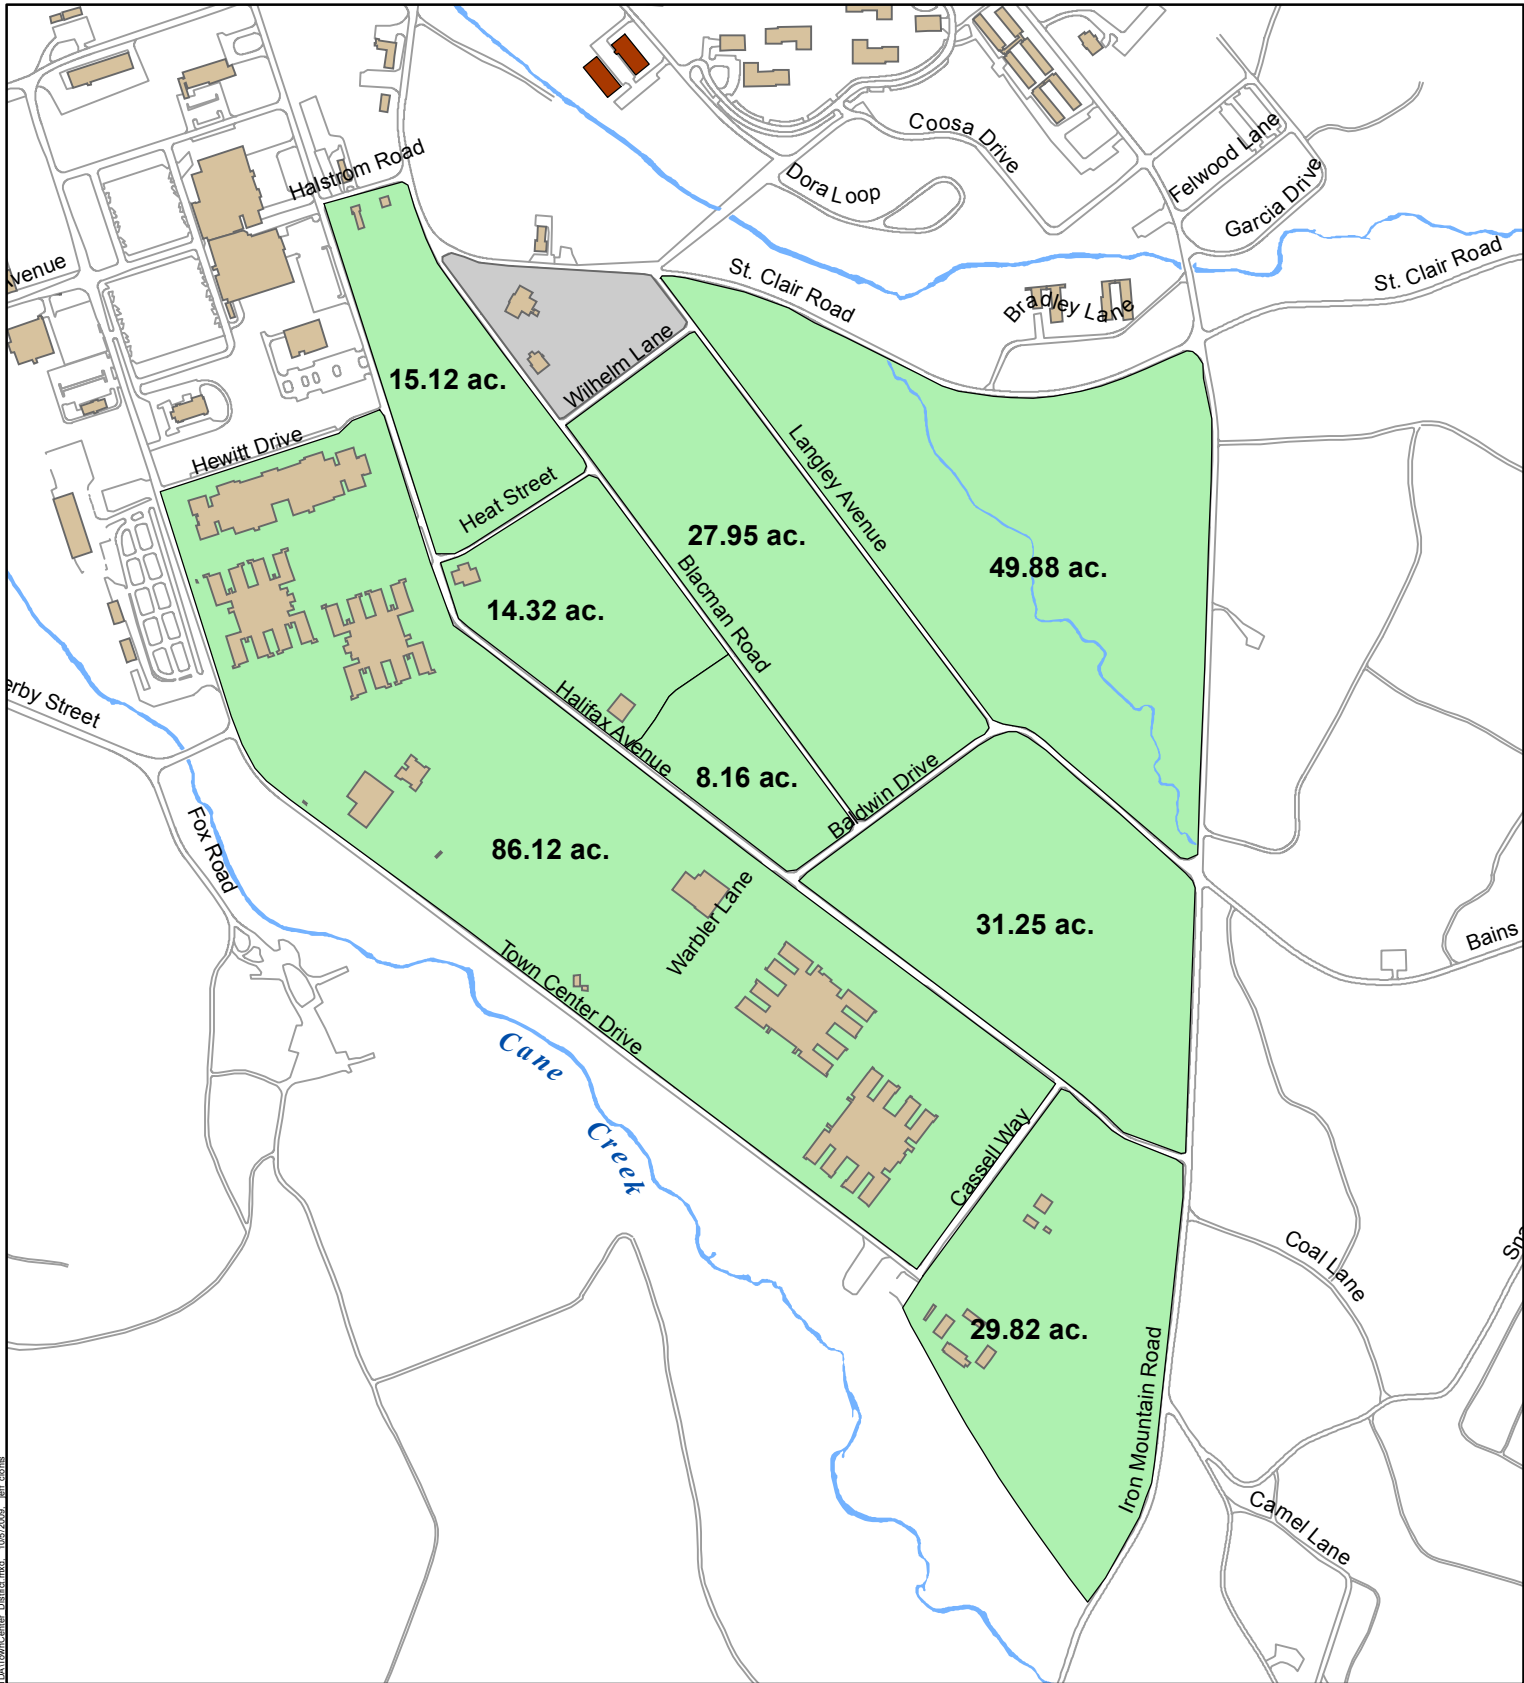 Halstrom Road
Coosa Drive
Felwood Lane
Dora Loop
Garcia Drive
St. Clair Road
St. Clair Road
Bradley Lane
Wilhelm Lane
15.12 ac.
Hewitt Drive
Langley Avenue
Heat Street
27.95 ac.
49.88 ac.
14.32 ac.
Blacman Road
erby Street
Halifax Avenue
8.16 ac.
Baldwin Drive
Fox Road
86.12 ac.
Warbler Lane
31.25 ac.
Bains
Town Center Drive
Cane
Creek
Cassell Way
Coal Lane
29.82 ac.
Iron Mountain Road
Camel Lane